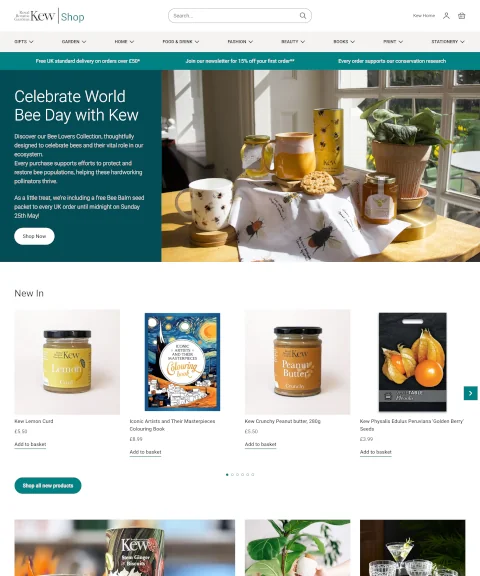 Royal
Botanic
Gardens
Kew | Shop
Search...
Kew Home
GIFTS
GARDEN
HOME
FOOD & DRINK
FASHION
BEAUTY
BOOKS
PRINT
STATIONERY
Free UK standard delivery on orders over £50*
Join our newsletter for 15% off your first order**
Every order supports our conservation research
Celebrate World
Bee Day with Kew
Discover our Bee Lovers Collection, thoughtfully
designed to celebrate bees and their vital role in our
ecosystem.
Every purchase supports efforts to protect and
restore bee populations, helping these hardworking
pollinators thrive.
As a little treat, we're including a free Bee Balm seed
packet to every UK order until midnight on Sunday
25th May!
Shop Now
New In
Kew
Lemon
Curd
ICONIC
ARTISTS
AND THEIR
MASTERPIECES
Colouring
book
Kew
Peanut
Butter
Crunchy
Kew Lemon Curd
£5.50
Add to basket
Iconic Artists and Their Masterpieces
Colouring Book
£8.99
Add to basket
Kew Crunchy Peanut butter, 280g
£5.50
Add to basket
Kew Physalis Edulus Peruviana 'Golden Berry'
Seeds
£3.99
Add to basket
Shop all new products
Kew
Stem Ginger
Biscuits